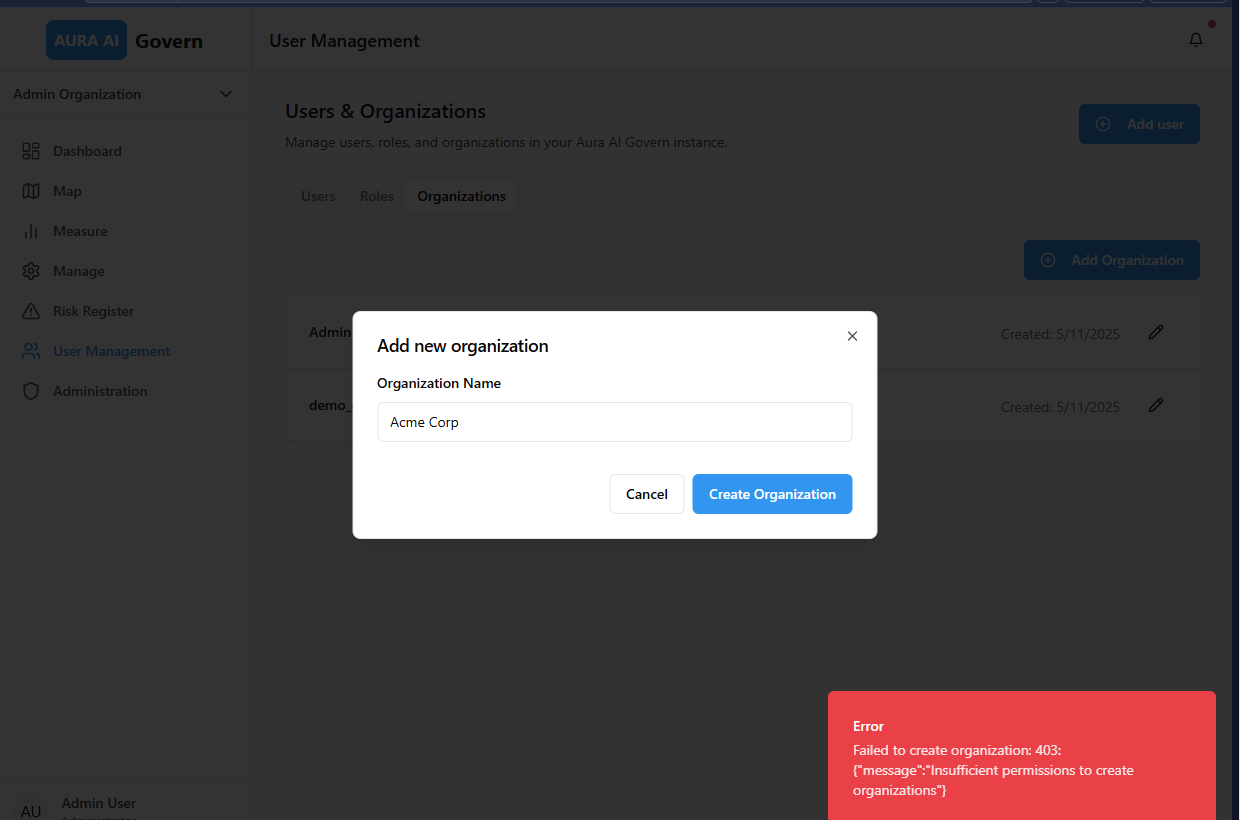 AURA AI Govern
User Management
Admin Organization
Users & Organizations
Add user
Manage users, roles, and organizations in your Aura AI Govern instance.
Dashboard
Map
Measure
Manage
Risk Register
User Management
Administration
Users Roles Organizations
Add Organization
Admin
Created: 5/11/2025
demo_
Created: 5/11/2025
Add new organization
Organization Name
Acme Corp
Cancel
Create Organization
Error
Failed to create organization: 403:
{"message":"Insufficient permissions to create
organizations"}
AU
Admin User